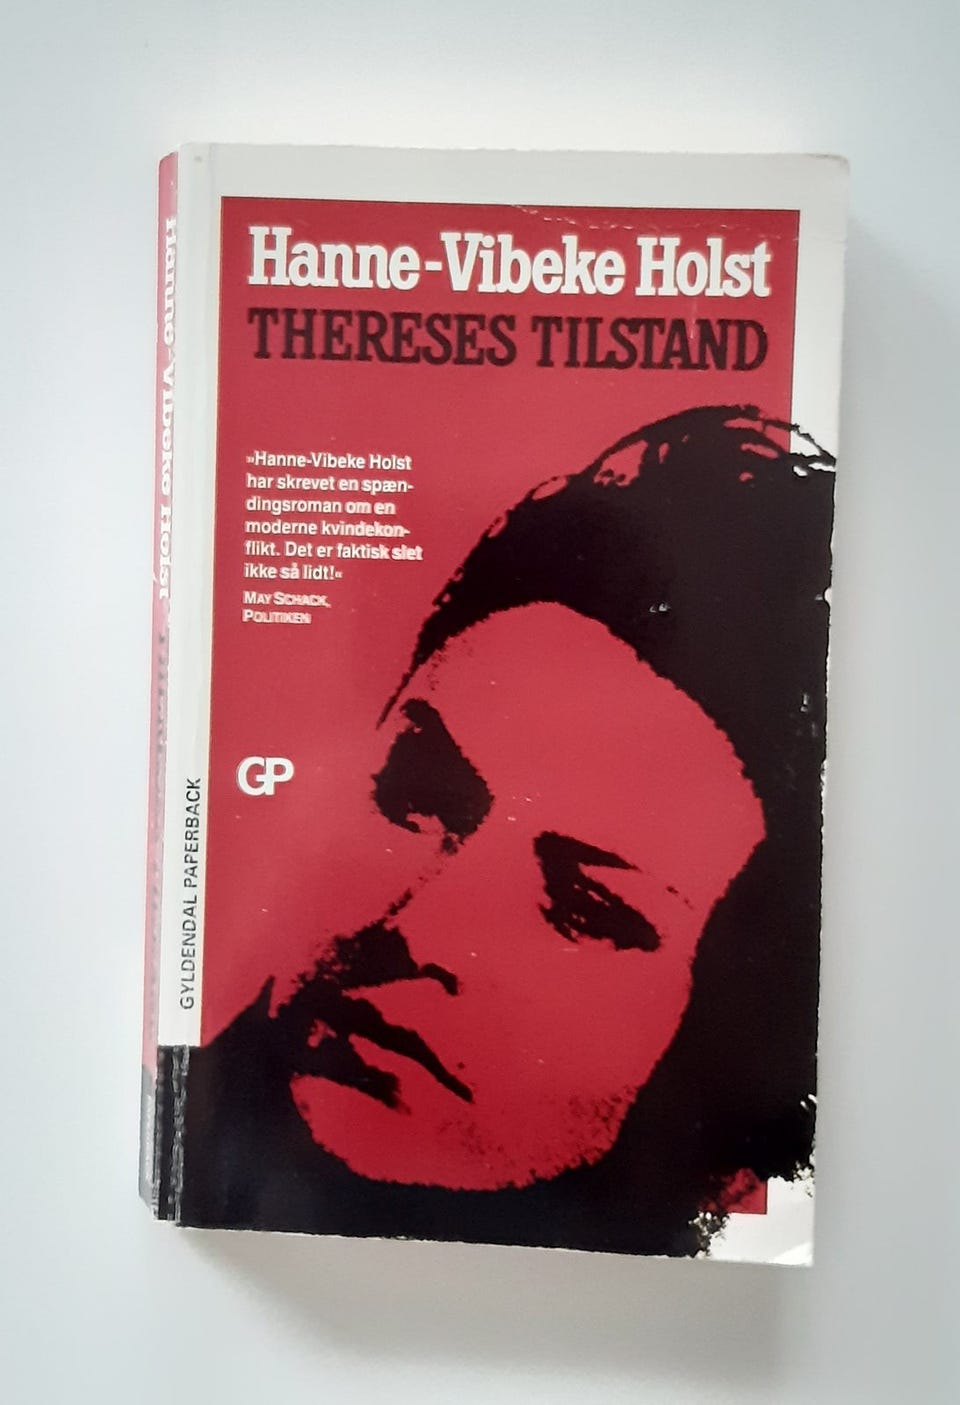 Hanne-Vibeke Holst
THERESES TILSTAND
»Hanne-Vibeke Holst
har skrevet en spæn-
dingsroman om en
moderne kvindekon-
flikt. Det er faktisk slet
ikke så lidt!«
MAY SCHACK,
POLITIKEN
GP
GYLDENDAL PAPERBACK
Hanne-Vibeke Holst